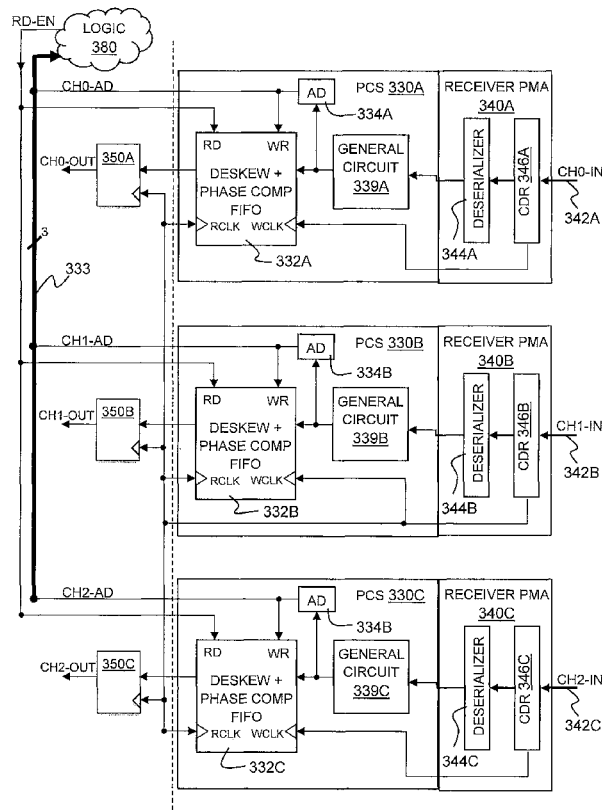 RD-EN
LOGIC
380
CH0-AD
AD
334A
PCS 330A
RECEIVER PMA
340A
RD
WR
DESKEW +
PHASE COMP
FIFO
RCLK WCLK
332A
GENERAL
CIRCUIT
339A
DESERIALIZER
344A
CDR 346A
CH0-IN
342A
CH0-OUT
350A
3
333
CH1-AD
AD
334B
PCS 330B
RECEIVER PMA
340B
RD
WR
DESKEW +
PHASE COMP
FIFO
RCLK WCLK
332B
GENERAL
CIRCUIT
339B
DESERIALIZER
344B
CDR 346B
CH1-IN
342B
CH1-OUT
350B
CH2-AD
AD
334B
PCS 330C
RECEIVER PMA
340C
RD
WR
DESKEW +
PHASE COMP
FIFO
RCLK WCLK
332C
GENERAL
CIRCUIT
339C
DESERIALIZER
344C
CDR 346C
CH2-IN
342C
CH2-OUT
350C